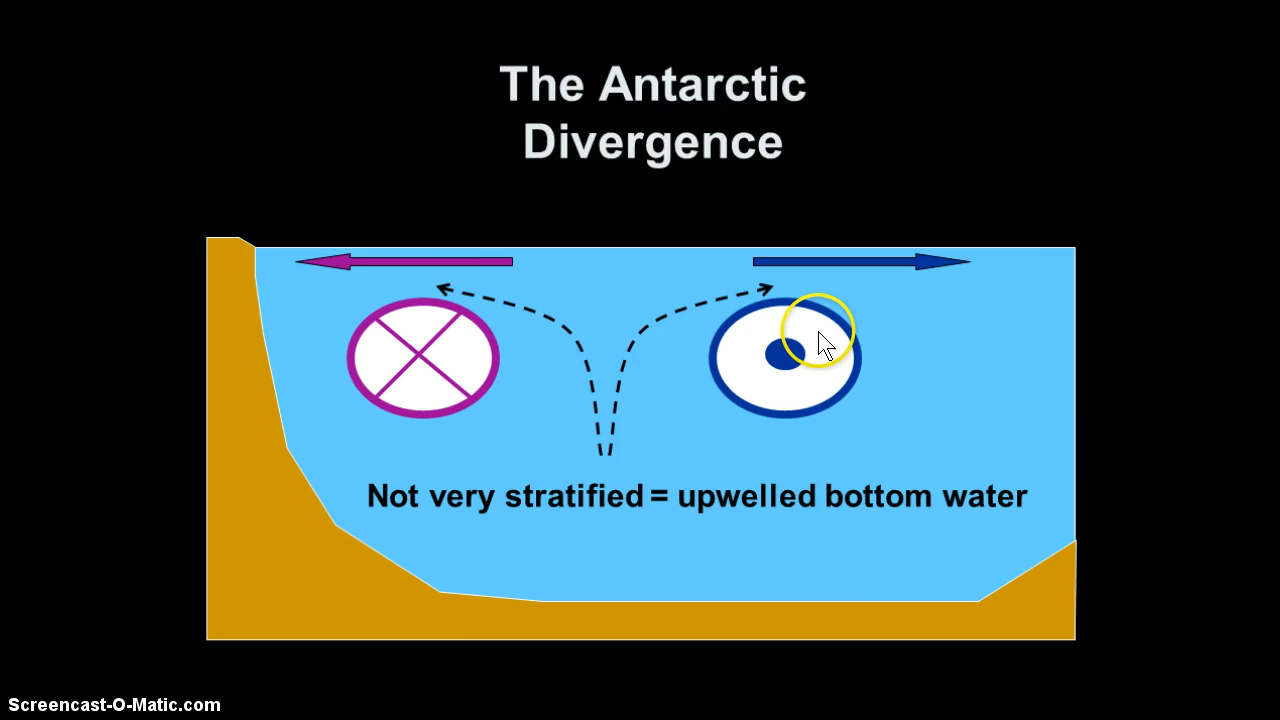 The Antarctic
Divergence
Not very stratified = upwelled bottom water
Screencast-O-Matic.com